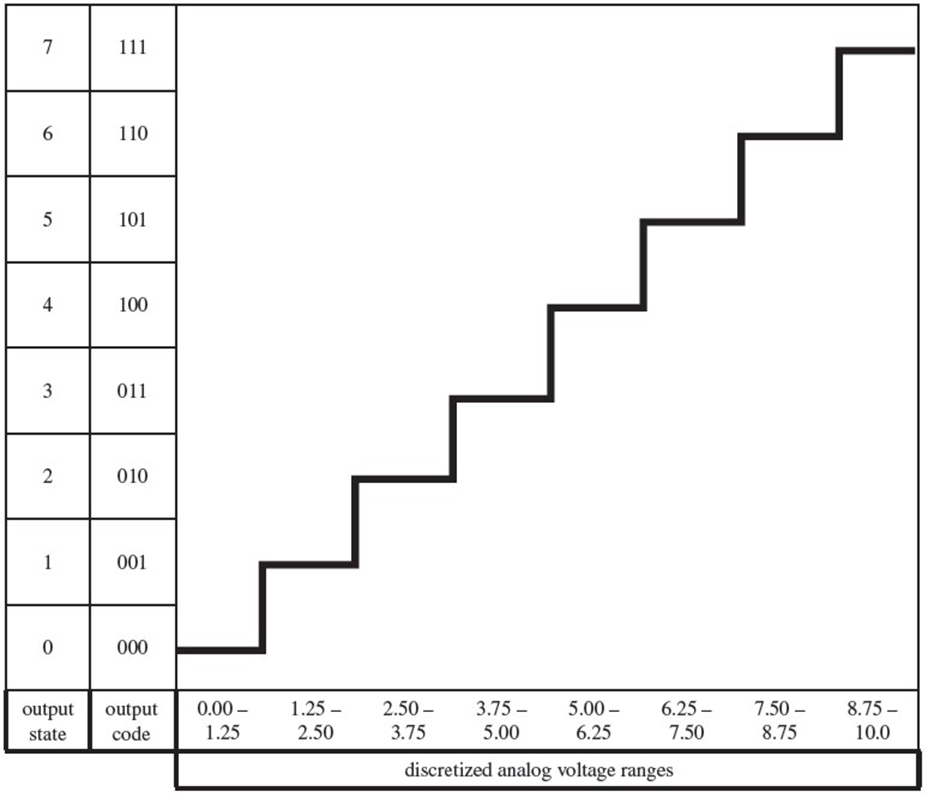 7 111
6 110
5 101
4 100
3 011
2 010
1 001
0 000
output output 0.00 – 1.25 – 2.50 – 3.75 – 5.00 – 6.25 – 7.50 – 8.75 –
state code 1.25 2.50 3.75 5.00 6.25 7.50 8.75 10.0
discretized analog voltage ranges